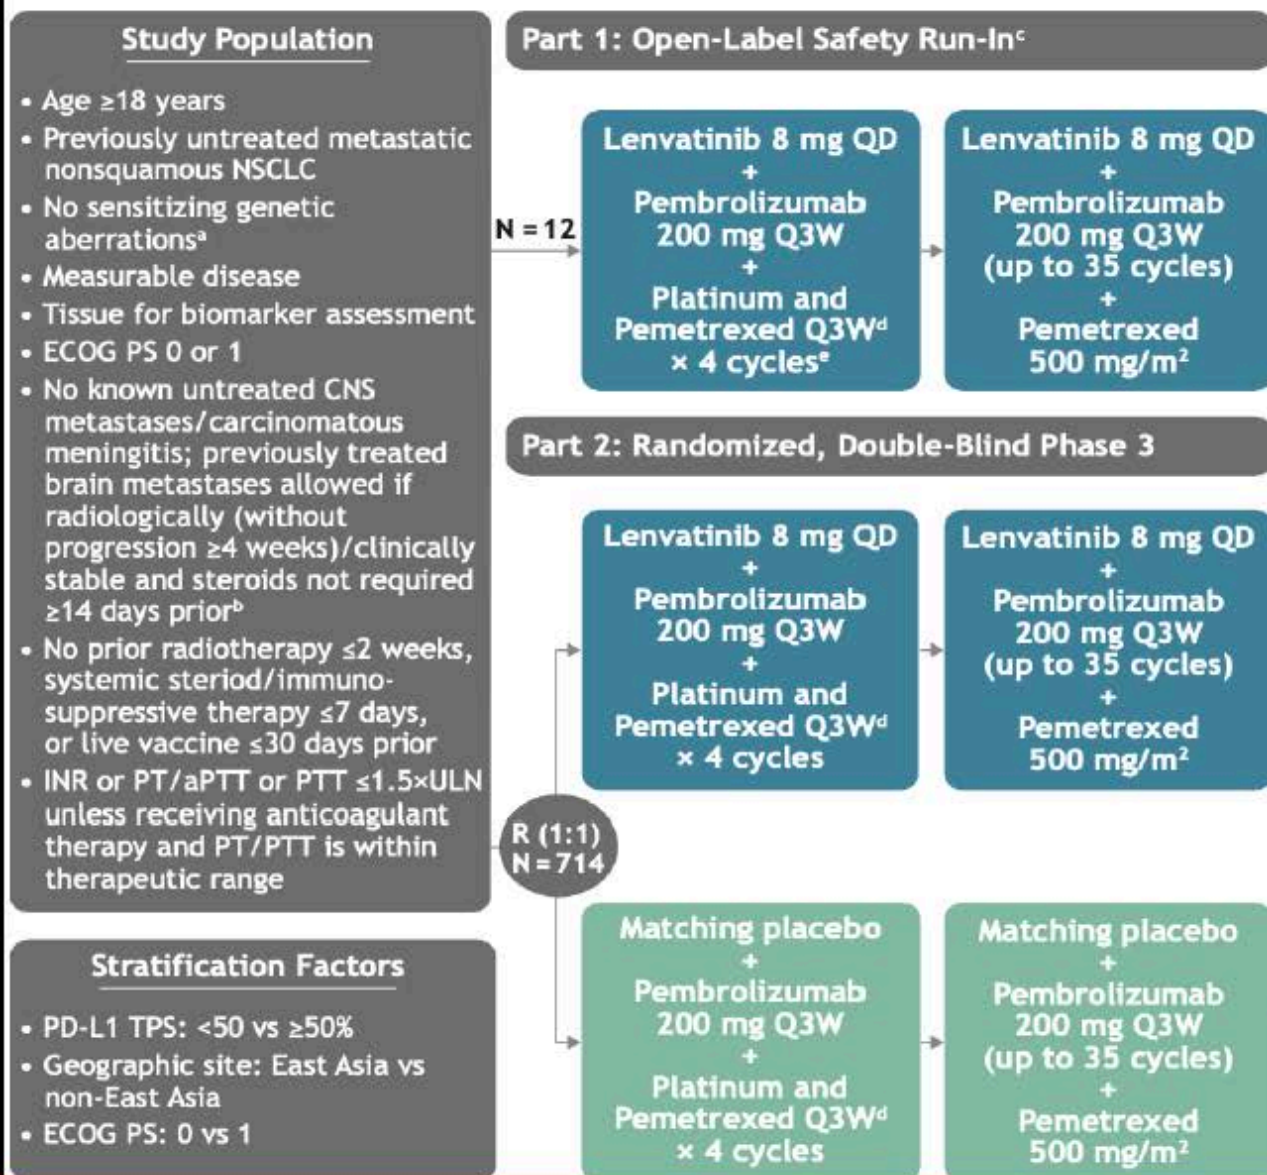 Study Population
• Age ≥18 years
• Previously untreated metastatic
nonsquamous NSCLC
• No sensitizing genetic
aberrationsᵃ
• Measurable disease
• Tissue for biomarker assessment
• ECOG PS 0 or 1
• No known untreated CNS
metastases/carcinomatous
meningitis; previously treated
brain metastases allowed if
radiologically (without
progression ≥4 weeks)/clinically
stable and steroids not required
≥14 days priorᵇ
• No prior radiotherapy ≤2 weeks,
systemic steriod/immuno-
suppressive therapy ≤7 days,
or live vaccine ≤30 days prior
• INR or PT/aPTT or PTT ≤1.5×ULN
unless receiving anticoagulant
therapy and PT/PTT is within
therapeutic range
Stratification Factors
• PD-L1 TPS: <50 vs ≥50%
• Geographic site: East Asia vs
non-East Asia
• ECOG PS: 0 vs 1
Part 1: Open-Label Safety Run-Inᶜ
N = 12
Lenvatinib 8 mg QD
+
Pembrolizumab
200 mg Q3W
+
Platinum and
Pemetrexed Q3Wᵈ
× 4 cyclesᵉ
Lenvatinib 8 mg QD
+
Pembrolizumab
200 mg Q3W
(up to 35 cycles)
+
Pemetrexed
500 mg/m²
Part 2: Randomized, Double-Blind Phase 3
R (1:1)
N = 714
Lenvatinib 8 mg QD
+
Pembrolizumab
200 mg Q3W
+
Platinum and
Pemetrexed Q3Wᵈ
× 4 cycles
Lenvatinib 8 mg QD
+
Pembrolizumab
200 mg Q3W
(up to 35 cycles)
+
Pemetrexed
500 mg/m²
Matching placebo
+
Pembrolizumab
200 mg Q3W
+
Platinum and
Pemetrexed Q3Wᵈ
× 4 cycles
Matching placebo
+
Pembrolizumab
200 mg Q3W
(up to 35 cycles)
+
Pemetrexed
500 mg/m²